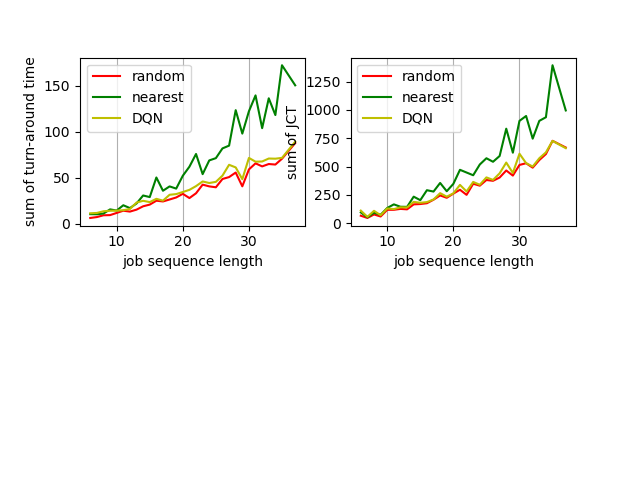 sum of turn-around time
150
100
50
0
random
nearest
DQN
10
20
30
job sequence length
sum of JCT
1250
1000
750
500
250
0
random
nearest
DQN
10
20
30
job sequence length